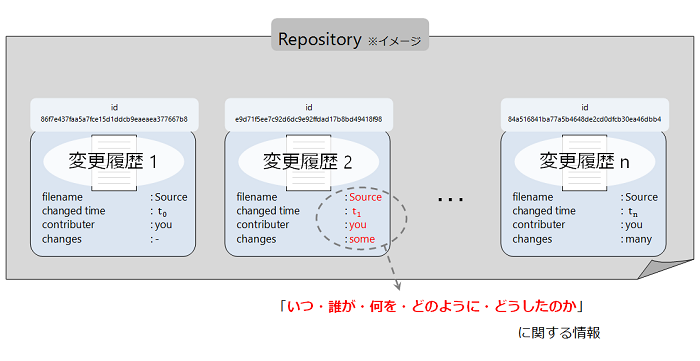 Repository ※イメージ
id
86f7e437faa5a7fce15d1ddcb9eaeaea377667b8
変更履歴 1
filename : Source
changed time : t0
contributer : you
changes : -
id
e9d71f5ee7c92d6dc9e92ffdad17b8bd49418f98
変更履歴 2
filename : Source
changed time : t1
contributer : you
changes : some
・・・
id
84a516841ba77a5b4648de2cd0dfcb30ea46dbb4
変更履歴 n
filename : Source
changed time : tn
contributer : you
changes : many
「いつ・誰が・何を・どのように・どうしたのか」
に関する情報